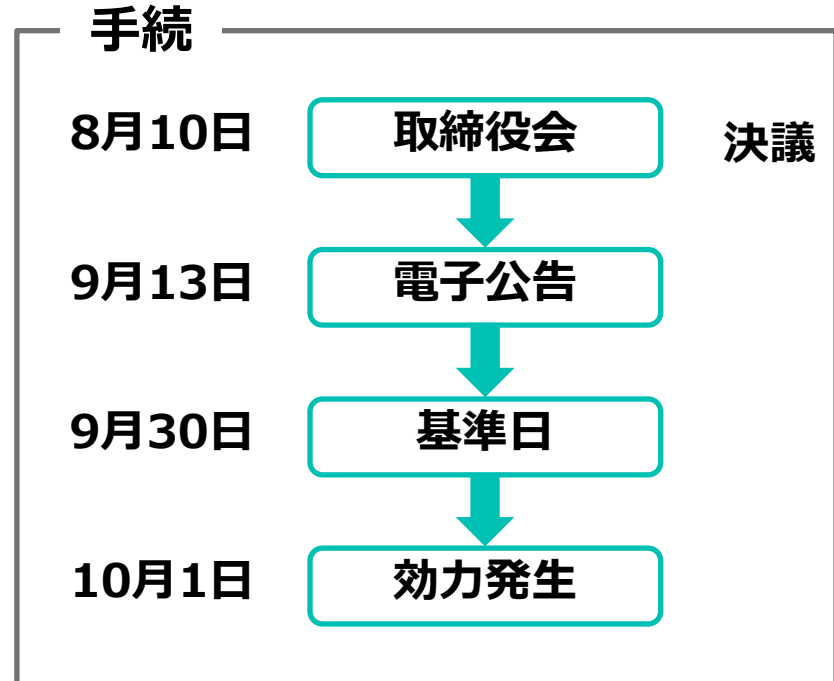 手続
8月10日 取締役会 決議
9月13日 電子公告
9月30日 基準日
10月1日 効力発生